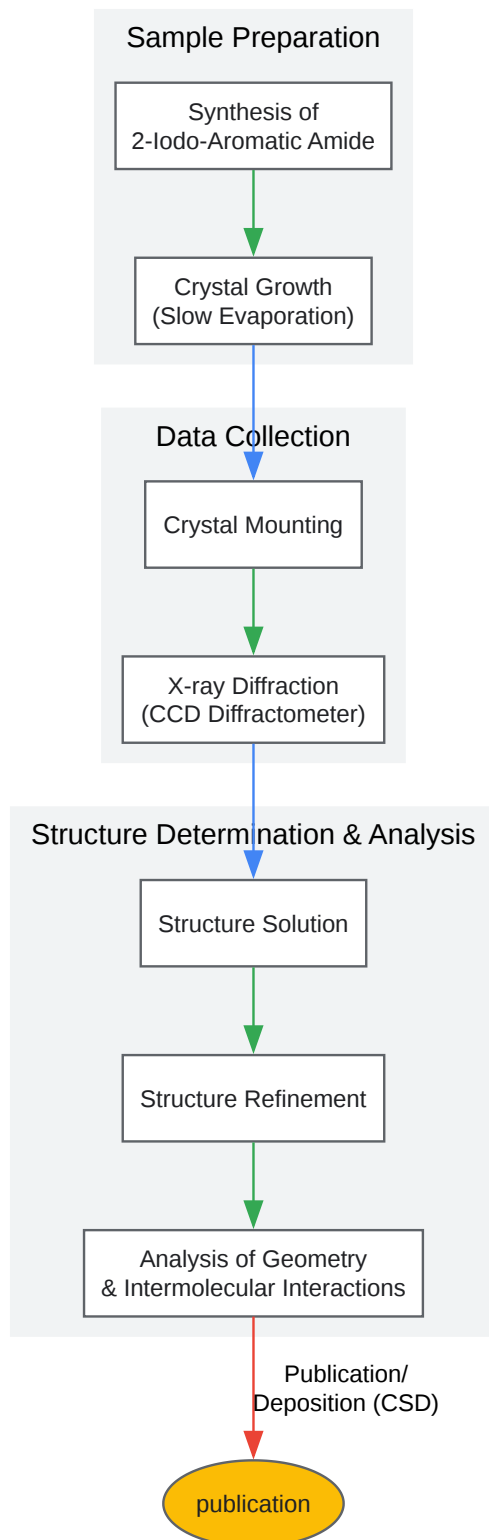 Sample Preparation
Synthesis of
2-Iodo-Aromatic Amide
Crystal Growth
(Slow Evaporation)
Data Collection
Crystal Mounting
X-ray Diffraction
(CCD Diffractometer)
Structure Determination & Analysis
Structure Solution
Structure Refinement
Analysis of Geometry
& Intermolecular Interactions
Publication/
Deposition (CSD)
publication